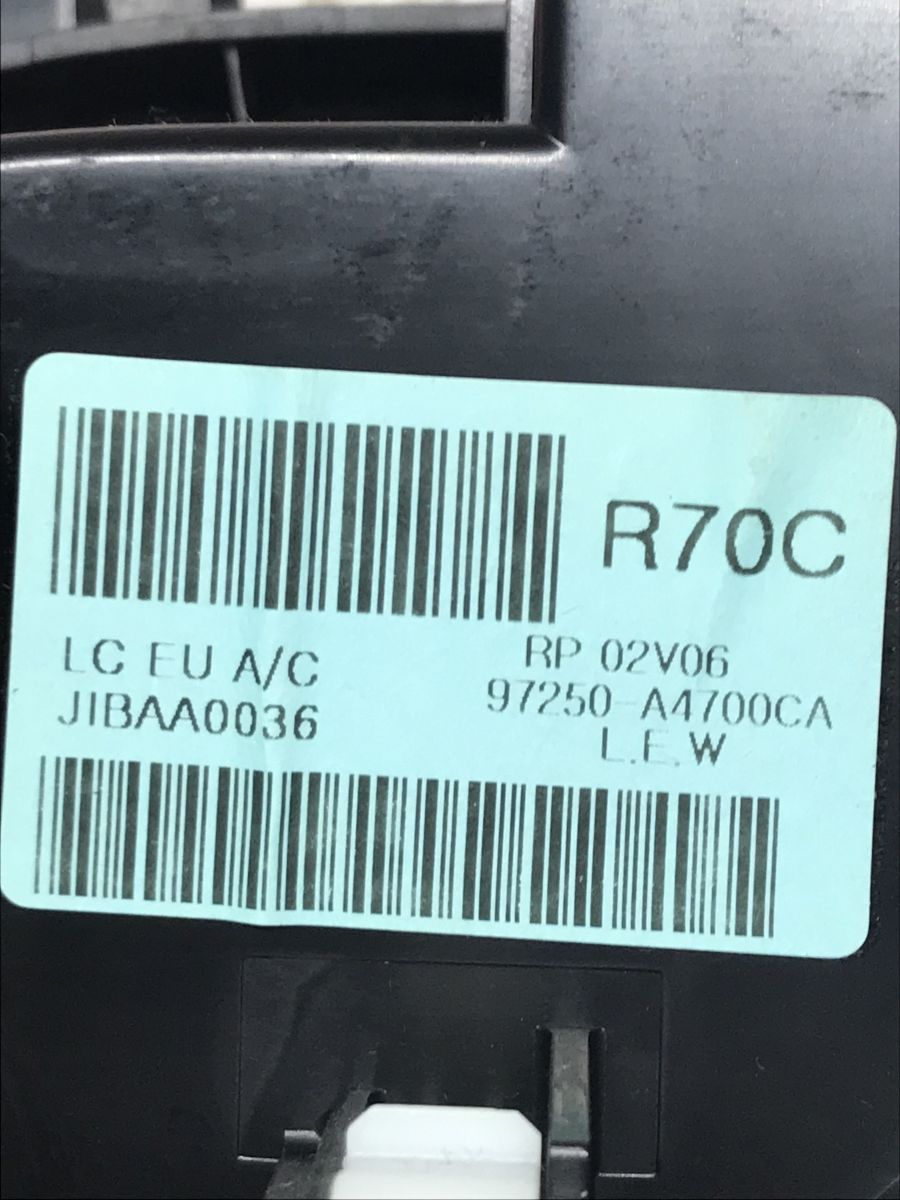 R70C
LC EU A/C
RP 02V06
JIBAA0036
97250-A4700CA
L.E.W